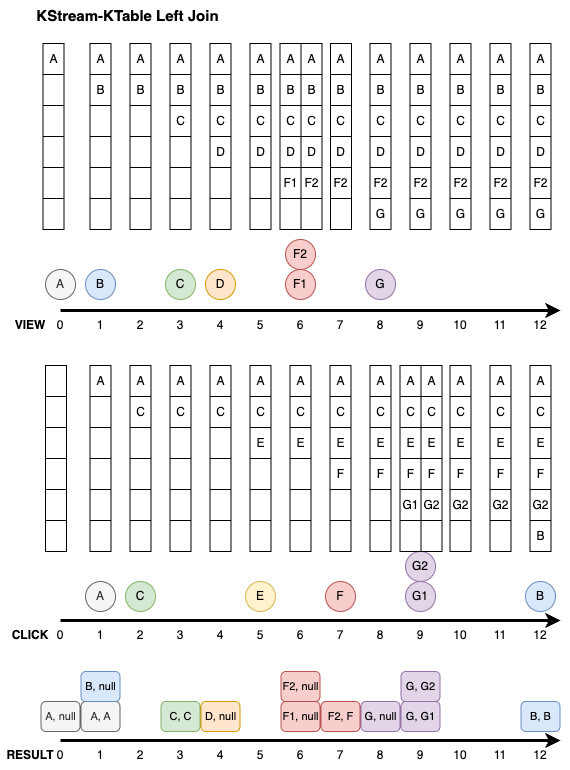 KStream-KTable Left Join
A A A A A A A A A A A A A A
B B B B B B B B B B B B B
C C C C C C C C C C C
D D D D D D D D D D
F1 F2 F2 F2 F2 F2 F2 F2
G G G G G
F2
A B C D F1 G
VIEW 0 1 2 3 4 5 6 7 8 9 10 11 12
A A A A A A A A A A A A A
C C C C C C C C C C C C
E E E E E E E E E
F F F F F F F
G1 G2 G2 G2 G2
B
G2
A C E F G1 B
CLICK 0 1 2 3 4 5 6 7 8 9 10 11 12
B, null F2, null G, G2
A, null A, A C, C D, null F1, null F2, F G, null G, G1 B, B
RESULT 0 1 2 3 4 5 6 7 8 9 10 11 12